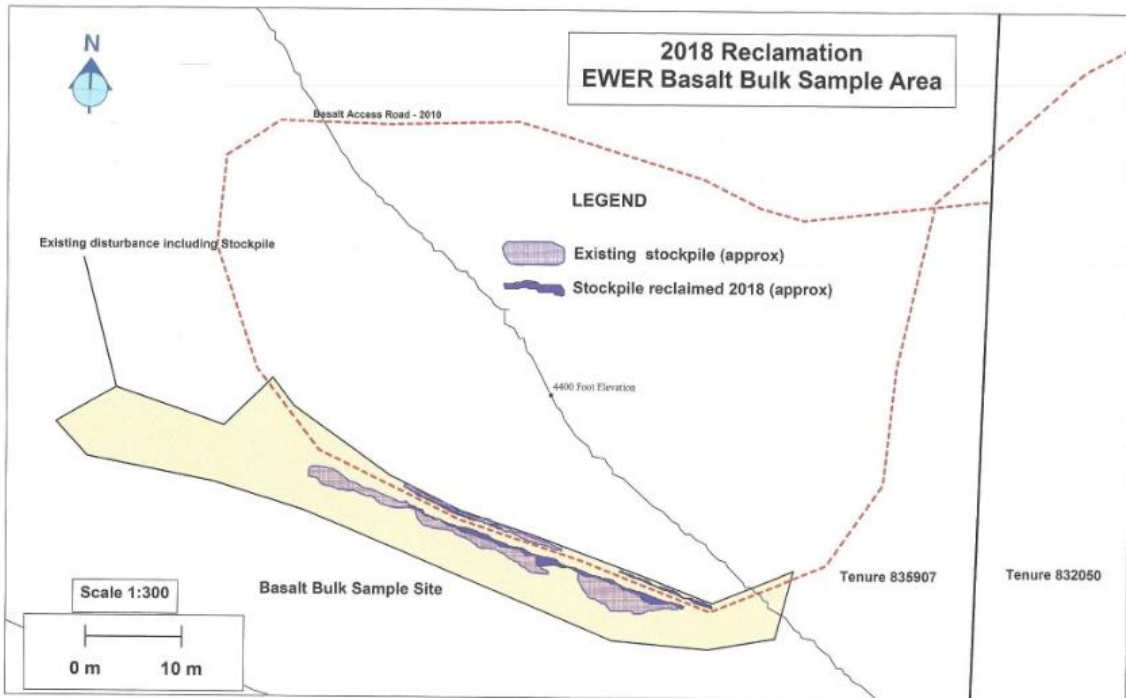 N
2018 Reclamation
EWER Basalt Bulk Sample Area
Basalt Access Road - 2010
LEGEND
Existing disturbance including Stockpile
Existing stockpile (approx)
Stockpile reclaimed 2018 (approx)
4400 Foot Elevation
Tenure 835907
Tenure 832050
Basalt Bulk Sample Site
Scale 1:300
0 m
10 m